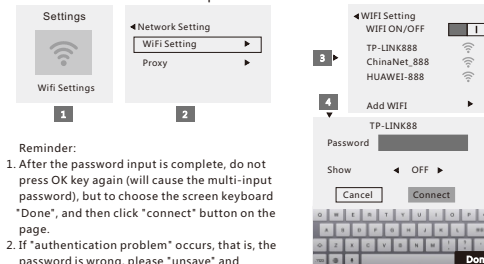 Settings
Wifi Settings
1
Network Setting
WiFi Setting
Proxy
2
WIFI Setting
WIFI ON/OFF
TP-LINK888
ChinaNet_888
HUAWEI-888
3
Add WIFI
4
TP-LINK88
Password
Show
OFF
Cancel
Connect
Done
Reminder:
1. After the password input is complete, do not
press OK key again (will cause the multi-input
password), but to choose the screen keyboard
"Done", and then click "connect" button on the
page.
2. If "authentication problem" occurs, that is, the
password is wrong, please "unsave" and